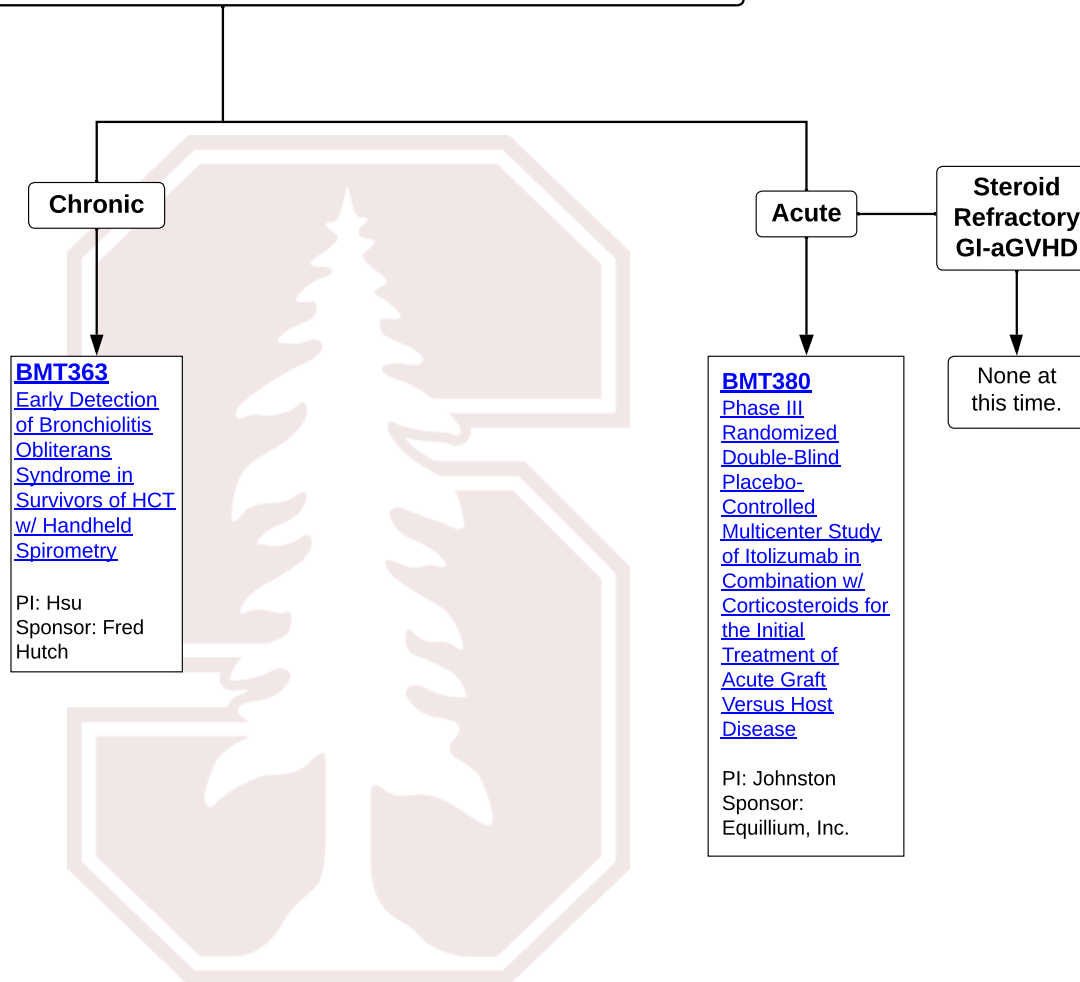 Chronic
Acute
Steroid
Refractory
GI-aGVHD
BMT363
Early Detection
of Bronchiolitis
Obliterans
Syndrome in
Survivors of HCT
w/ Handheld
Spirometry
PI: Hsu
Sponsor: Fred
Hutch
BMT380
Phase III
Randomized
Double-Blind
Placebo-
Controlled
Multicenter Study
of Itolizumab in
Combination w/
Corticosteroids for
the Initial
Treatment of
Acute Graft
Versus Host
Disease
PI: Johnston
Sponsor:
Equillium, Inc.
None at
this time.